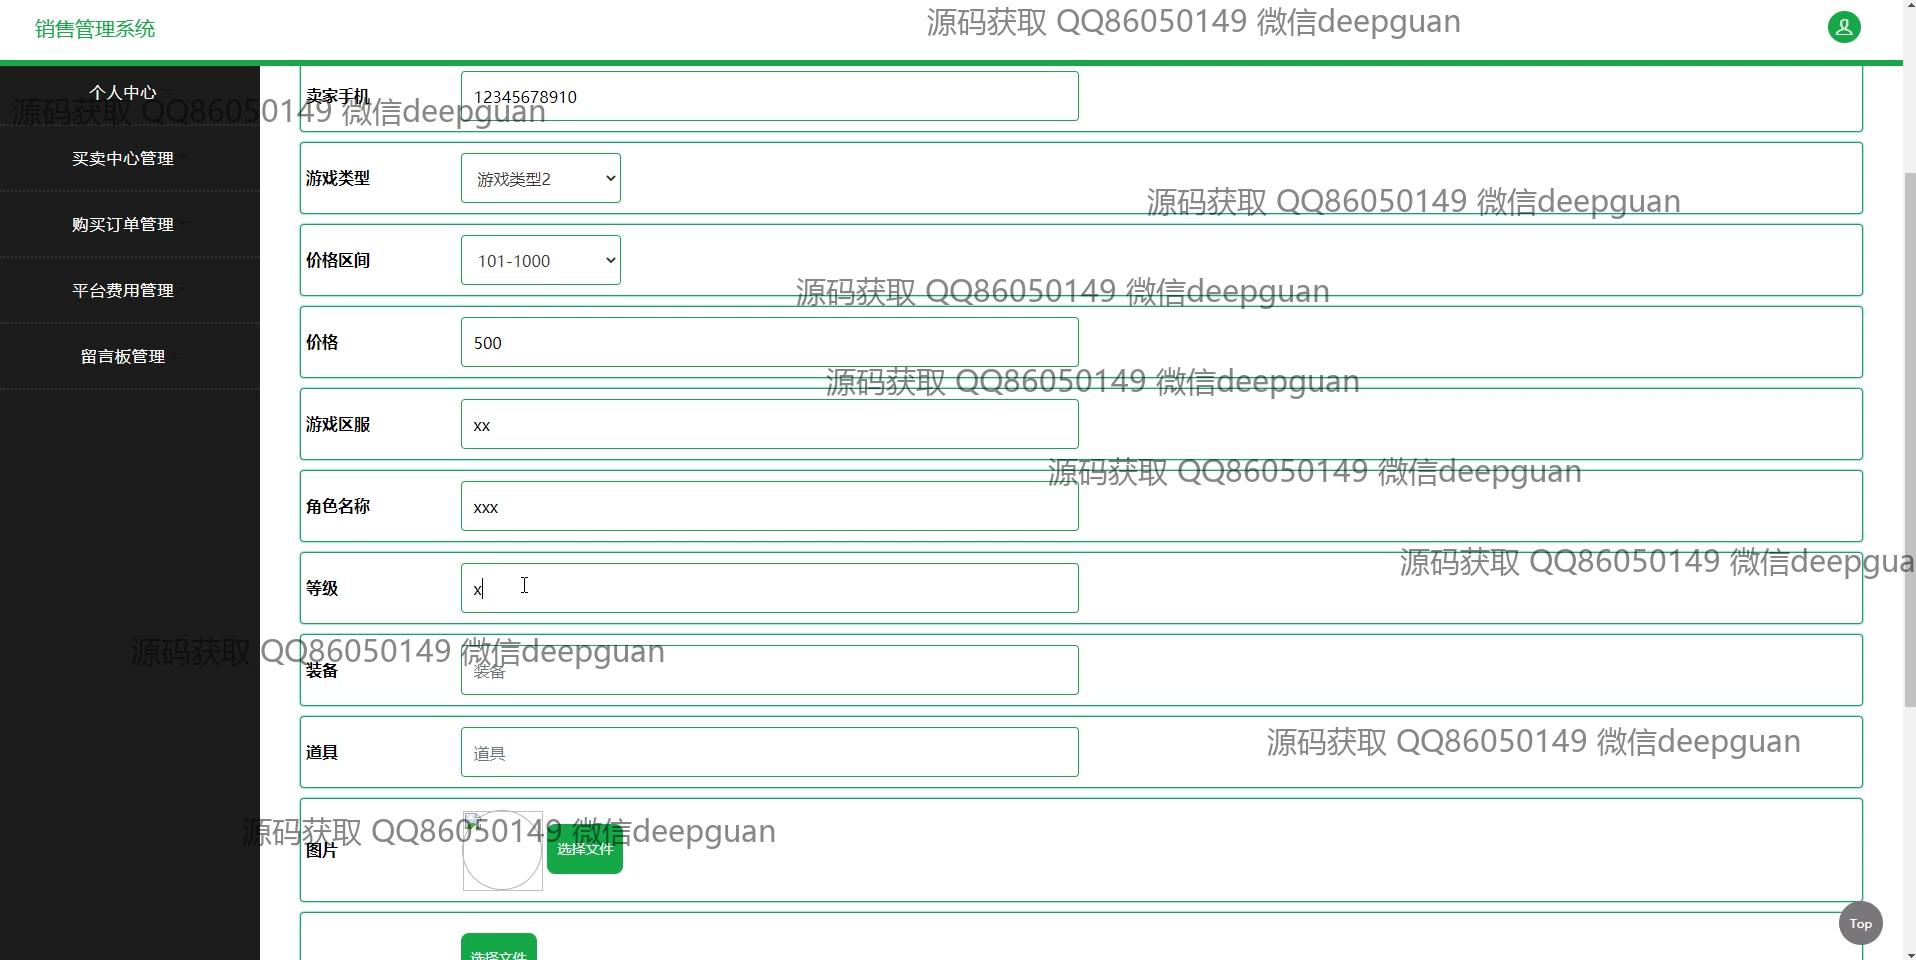 销售管理系统
源码获取 QQ86050149 微信deepguan
个人中心
源码获取 QQ86050149 微信deepguan
卖家手机
12345678910
买卖中心管理
游戏类型
游戏类型2
源码获取 QQ86050149 微信deepguan
购买订单管理
价格区间
101-1000
平台费用管理
源码获取 QQ86050149 微信deepguan
价格
500
留言板管理
源码获取 QQ86050149 微信deepguan
游戏区服
xx
源码获取 QQ86050149 微信deepguan
角色名称
xxx
源码获取 QQ86050149 微信deepgua
等级
x
源码获取 QQ86050149 微信deepguan
装备
装备
道具
道具
源码获取 QQ86050149 微信deepguan
源码获取 QQ86050149 微信deepguan
图片
选择文件
Top
选择文件